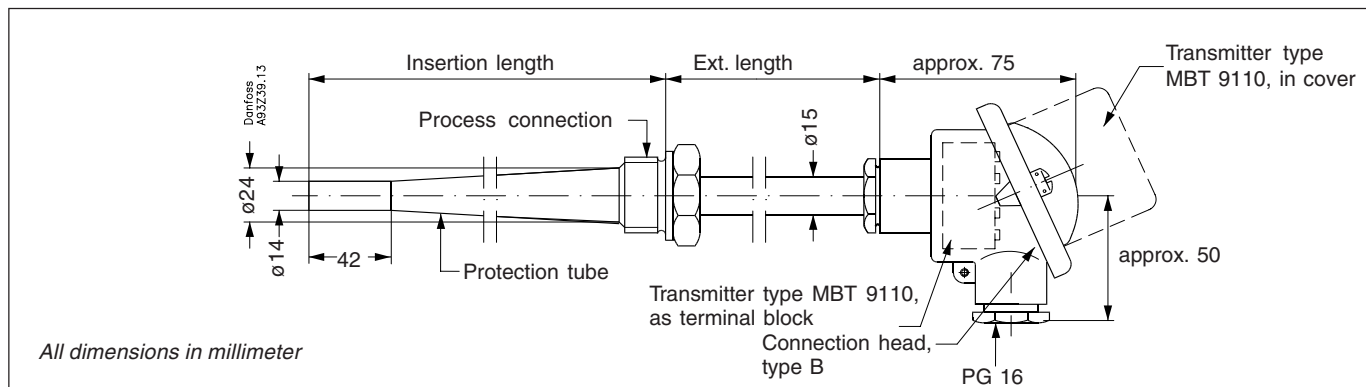 Insertion length
Ext. length
approx. 75
Transmitter type
MBT 9110, in cover
Danfoss
A93Z39.13
Process connection
ø15
ø24
ø14
42
Protection tube
approx. 50
Transmitter type MBT 9110,
as terminal block
Connection head,
type B
PG 16
All dimensions in millimeter